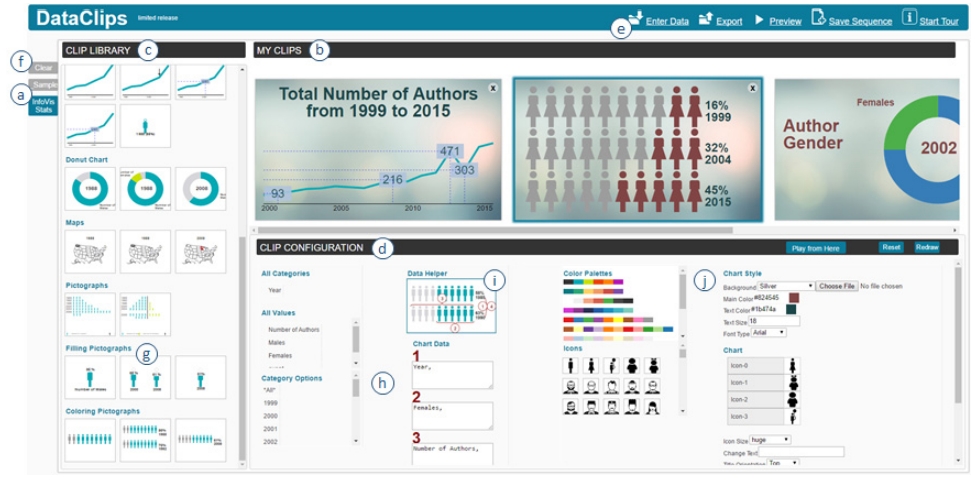 DataClips limited release
e
Enter Data Export Preview Save Sequence Start Tour
f
Clear
a
Sample
InfoVis
Stats
CLIP LIBRARY c
Donut Chart
1988
1988
2008
Maps
Pictographs
Filling Pictographs g
Coloring Pictographs
MY CLIPS b
Total Number of Authors
from 1999 to 2015
x
93
216
471
303
2000 2005 2010 2015
x
16%
1999
32%
2004
45%
2015
Females
Author
Gender
2002
CLIP CONFIGURATION d
Play from Here Reset Redraw
All Categories
Year
All Values
Number of Authors
Males
Females
Category Options
*All*
1999
2000
2001
2002
h
Data Helper i
Chart Data
1
Year,
2
Females,
3
Number of Authors,
Color Palettes
Icons
j
Chart Style
Background Silver Choose File No file chosen
Main Color #824545
Text Color #1b474a
Text Size 18
Font Type Arial
Chart
Icon-0
Icon-1
Icon-2
Icon-3
Icon Size huge
Change Text
Title Orientation Top